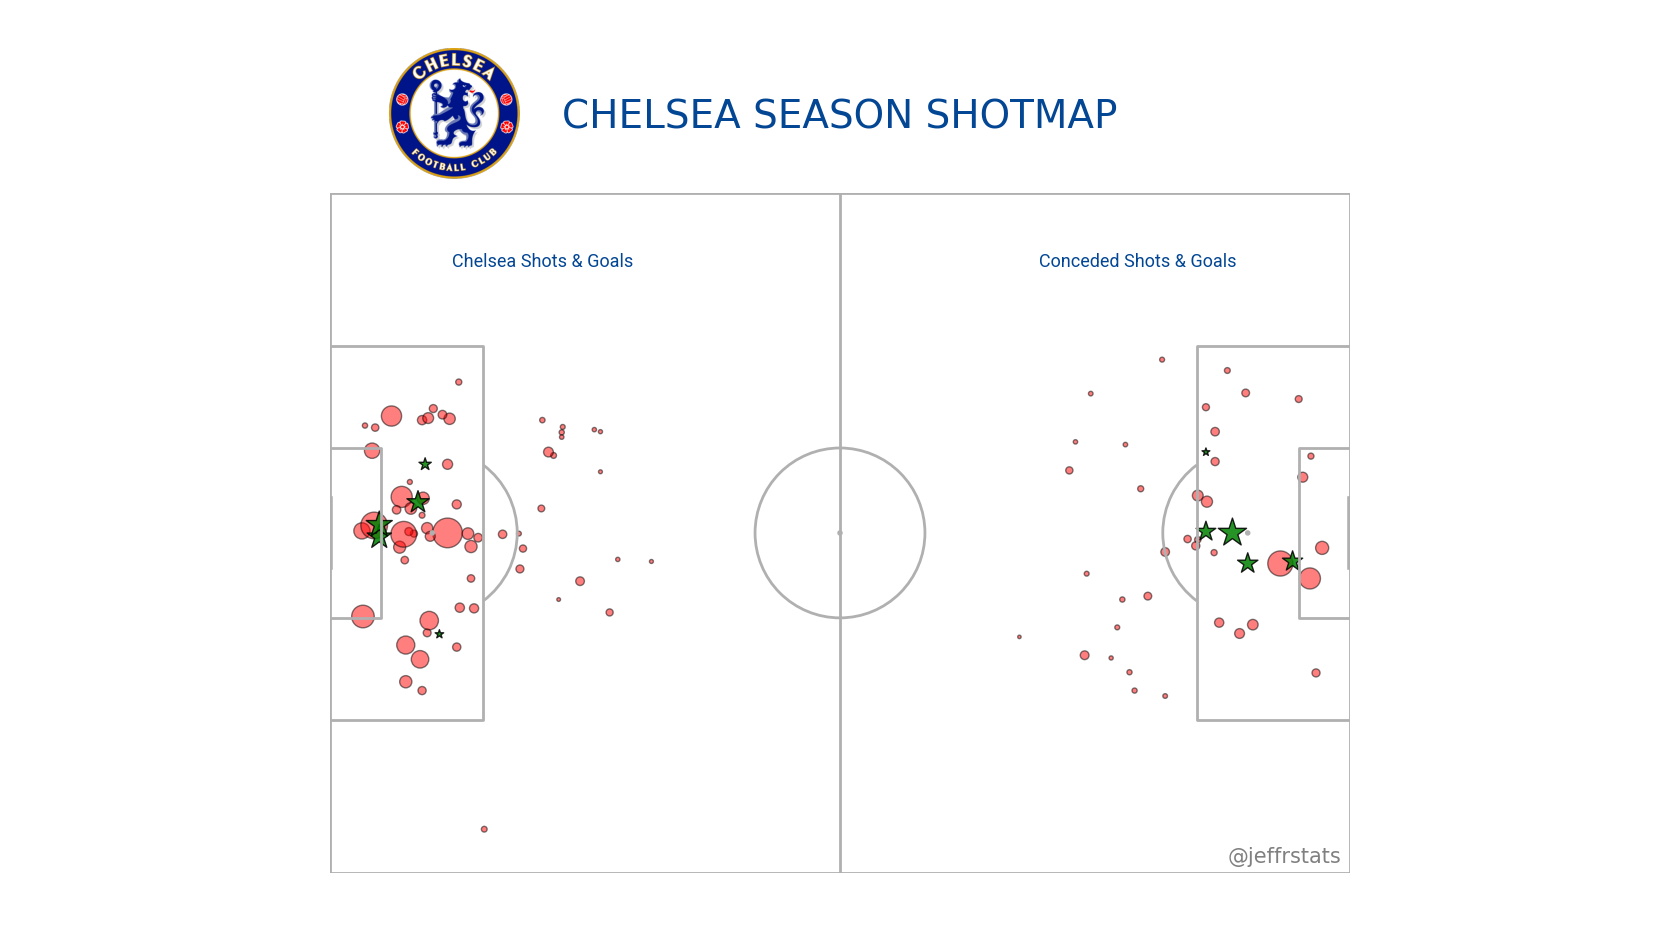 CHELSEA
FOOTBALL CLUB
CHELSEA SEASON SHOTMAP
Chelsea Shots & Goals
Conceded Shots & Goals
@jeffrstats